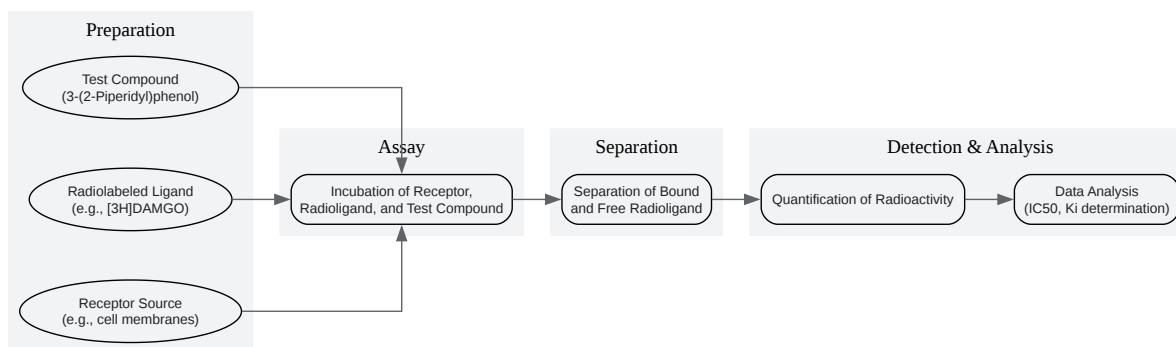 Preparation
Test Compound
(3-(2-Piperidyl)phenol)
Radiolabeled Ligand
(e.g., [3H]DAMGO)
Receptor Source
(e.g., cell membranes)
Assay
Incubation of Receptor,
Radioligand, and Test Compound
Separation
Separation of Bound
and Free Radioligand
Detection & Analysis
Quantification of Radioactivity
Data Analysis
(IC50, Ki determination)